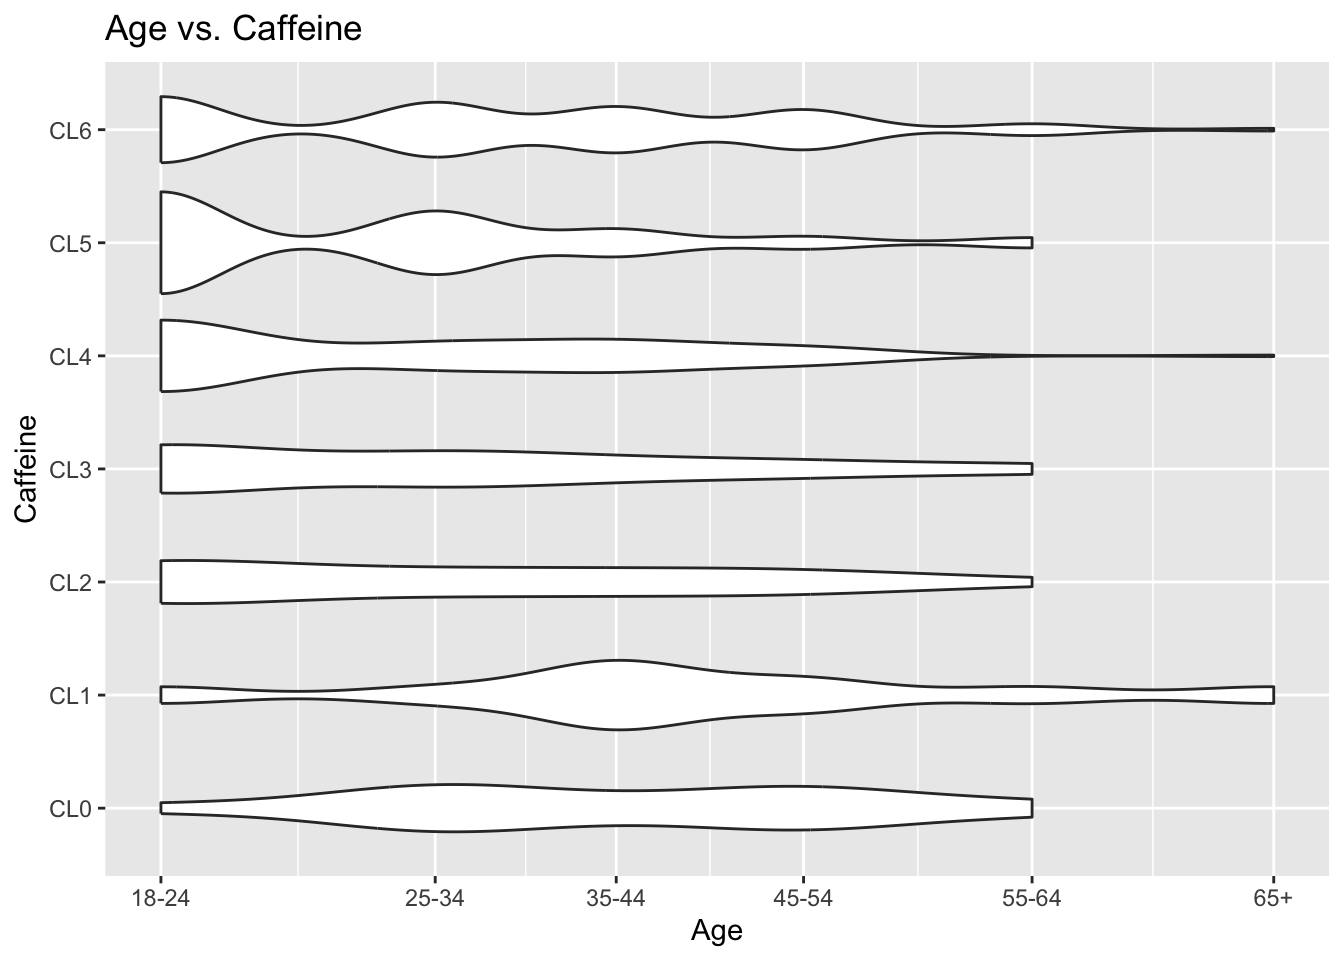 Age vs. Caffeine
CL6
CL5
CL4
CL3
CL2
CL1
CL0
Caffeine
18-24 25-34 35-44 45-54 55-64 65+
Age